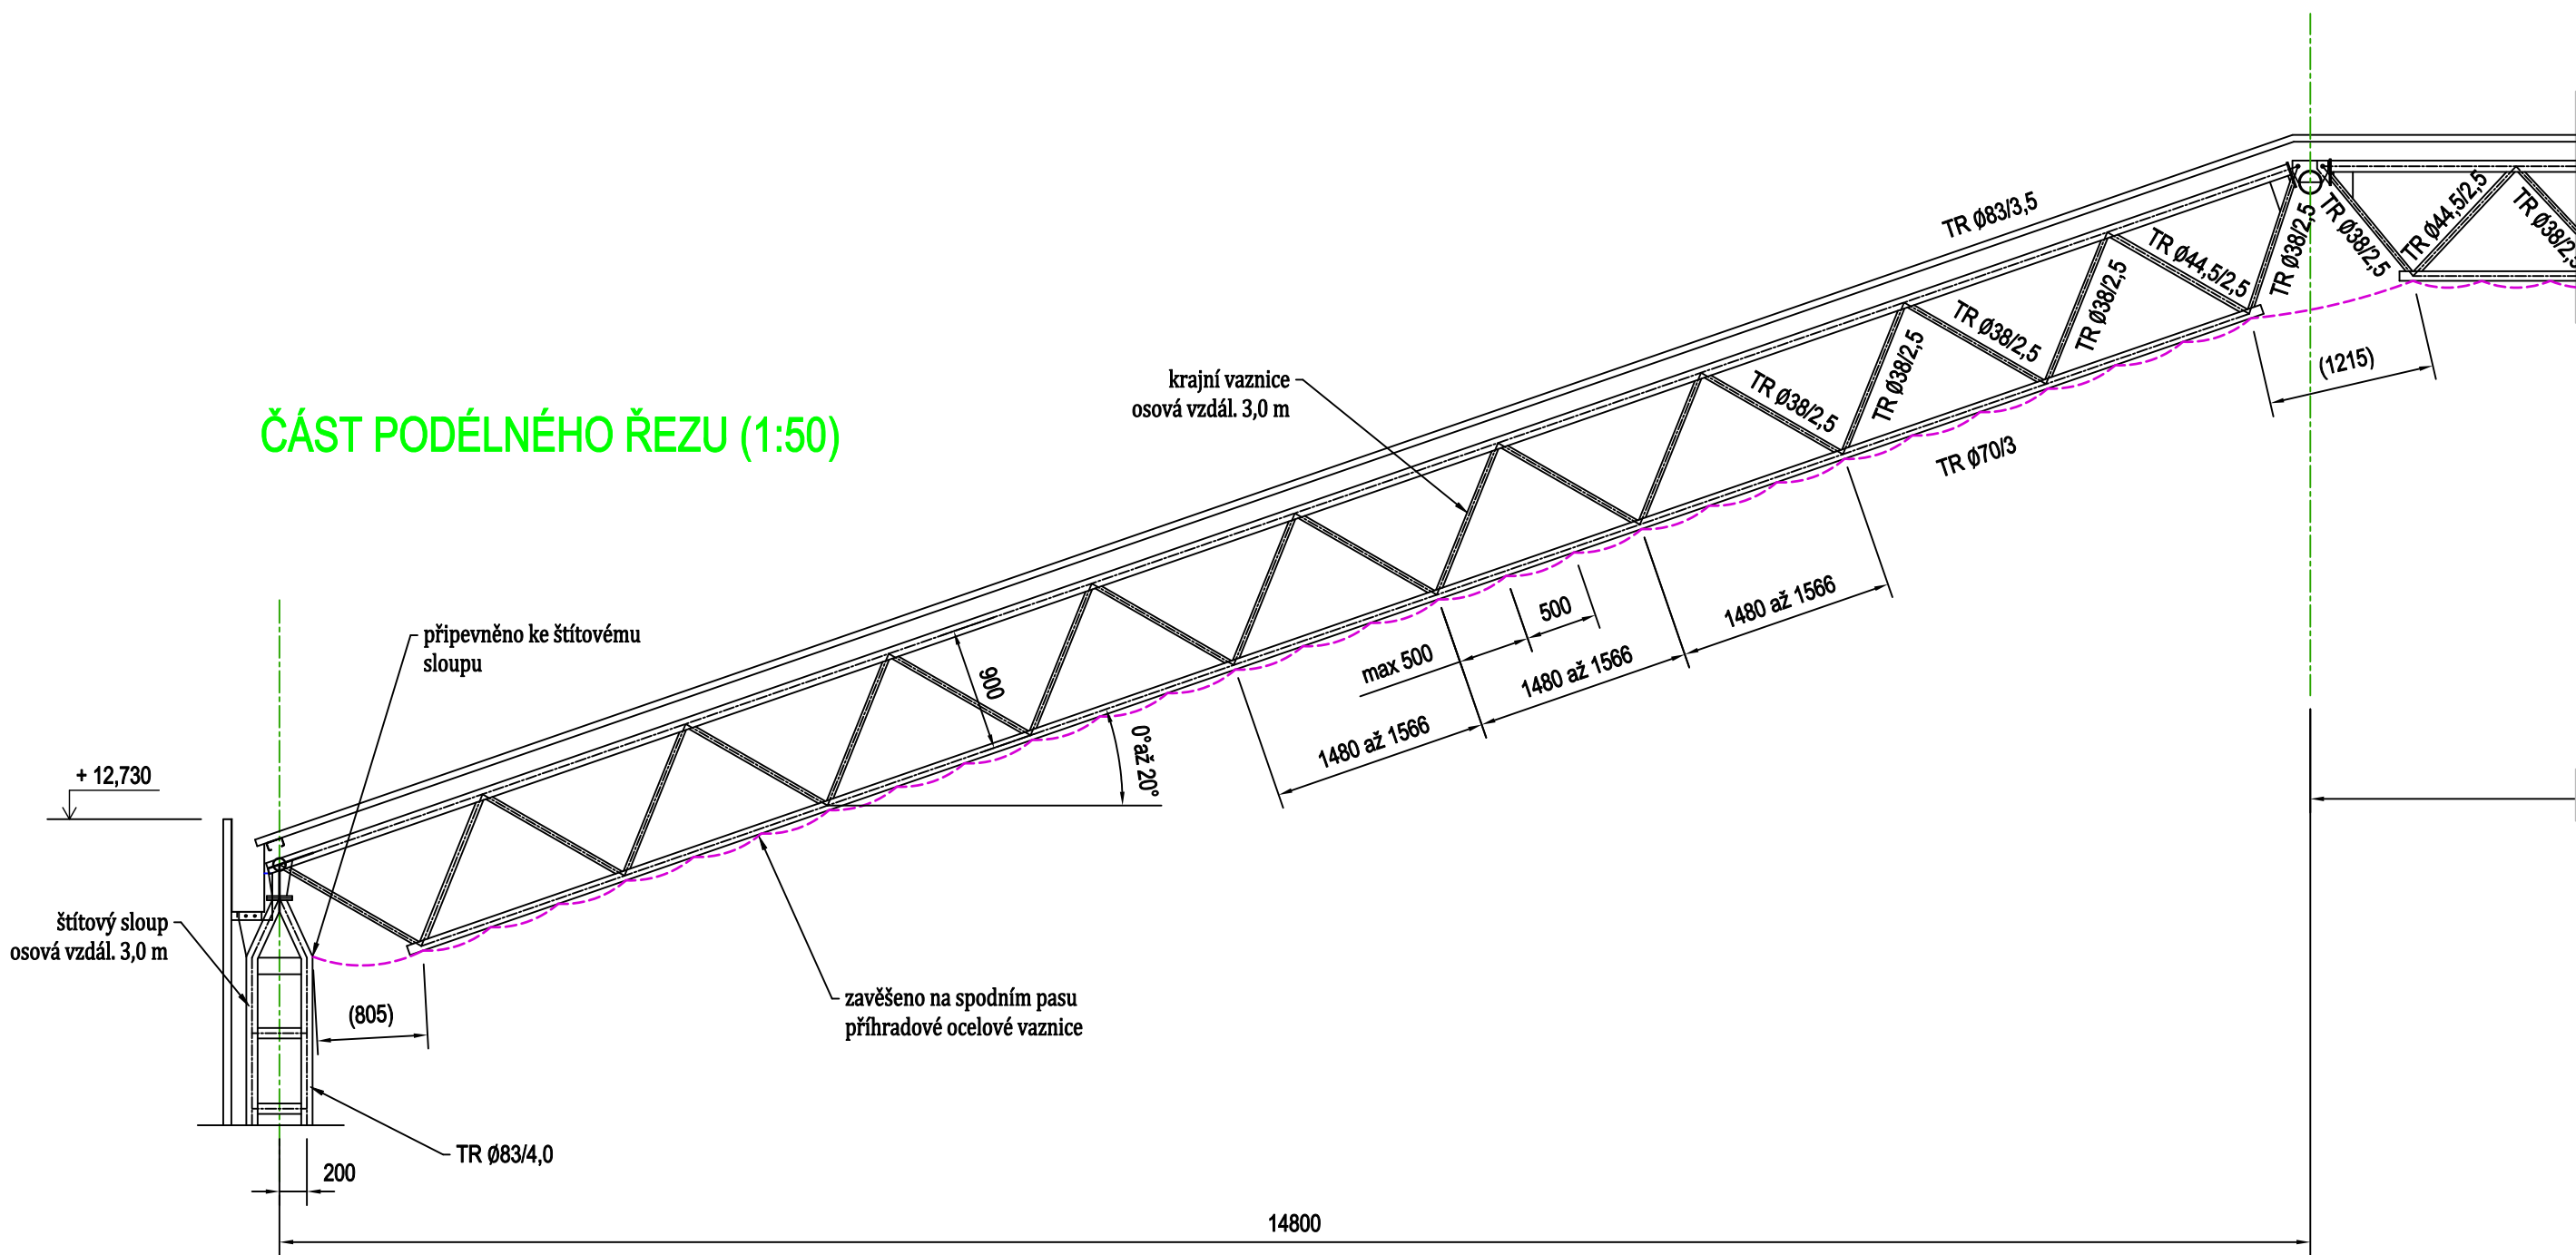 ČÁST PODÉLNÉHO ŘEZU (1:50)
TR Ø83/3,5
TR Ø38/2,5
TR Ø38/2,5
TR Ø44,5/2,5
TR Ø38/2,5
TR Ø44,5/2,5
TR Ø38/2,5
TR Ø38/2,5
TR Ø38/2,5
TR Ø38/2,5
TR Ø70/3
(1215)
krajní vaznice
osová vzdál. 3,0 m
připevněno ke štítovému
sloupu
900
0°až 20°
max 500
500
1480 až 1566
1480 až 1566
1480 až 1566
+ 12,730
štítový sloup
osová vzdál. 3,0 m
(805)
zavěšeno na spodním pasu
příhradové ocelové vaznice
TR Ø83/4,0
200
14800